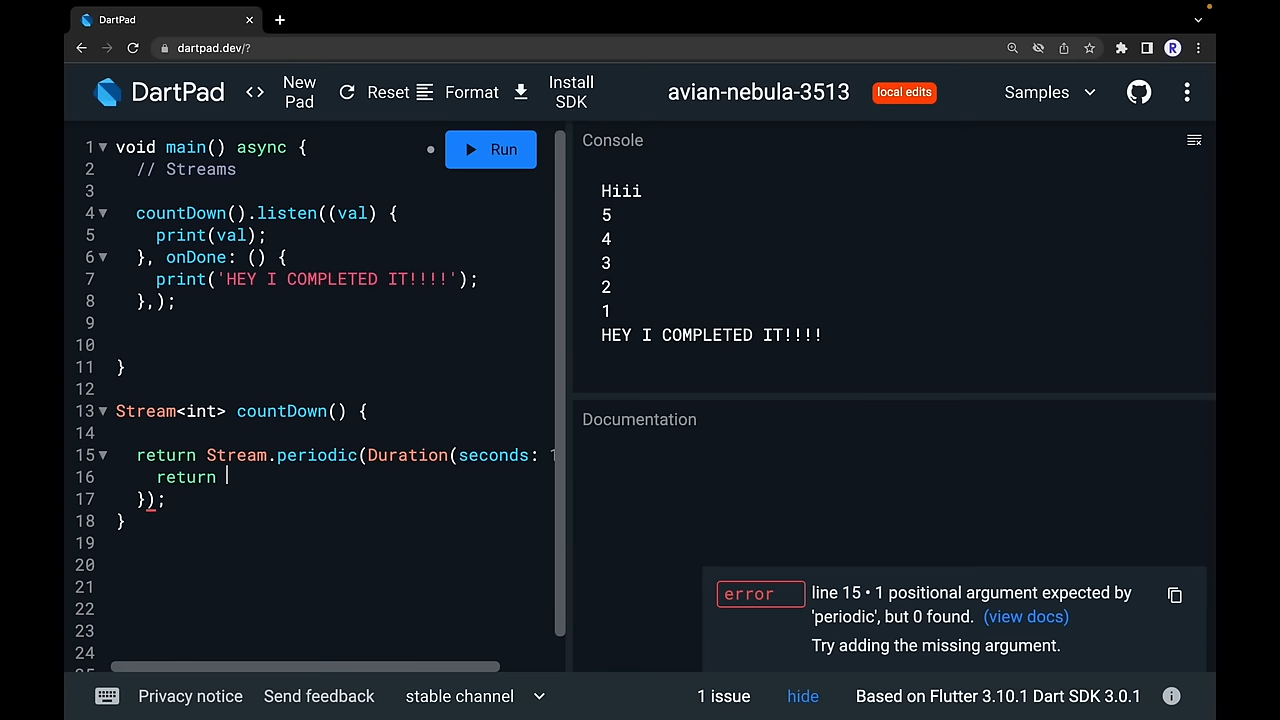 DartPad
dartpad.dev/?
R
DartPad
<> New Pad
Reset
Format
Install SDK
avian-nebula-3513
local edits
Samples
1 void main() async {
2 // Streams
3
4 countDown().listen((val) {
5 print(val);
6 }, onDone: () {
7 print('HEY I COMPLETED IT!!!!');
8 },);
9
10
11 }
12
13 Stream<int> countDown() {
14
15 return Stream.periodic(Duration(seconds: 1
16 return
17 });
18 }
19
20
21
22
23
24
Run
Console
Hiii
5
4
3
2
1
HEY I COMPLETED IT!!!!
Documentation
error
line 15 • 1 positional argument expected by
'periodic', but 0 found. (view docs)
Try adding the missing argument.
Privacy notice
Send feedback
stable channel
1 issue
hide
Based on Flutter 3.10.1 Dart SDK 3.0.1